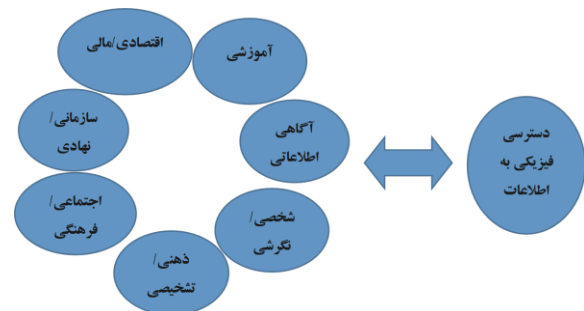 اقتصادی/مالی
آموزشی
سازمانی/
نهادی
آگاهی
اطلاعاتی
دسترسی
فیزیکی به
اطلاعات
اجتماعی/
فرهنگی
شخصی/
نگرشی
ذهنی/
تشخیصی